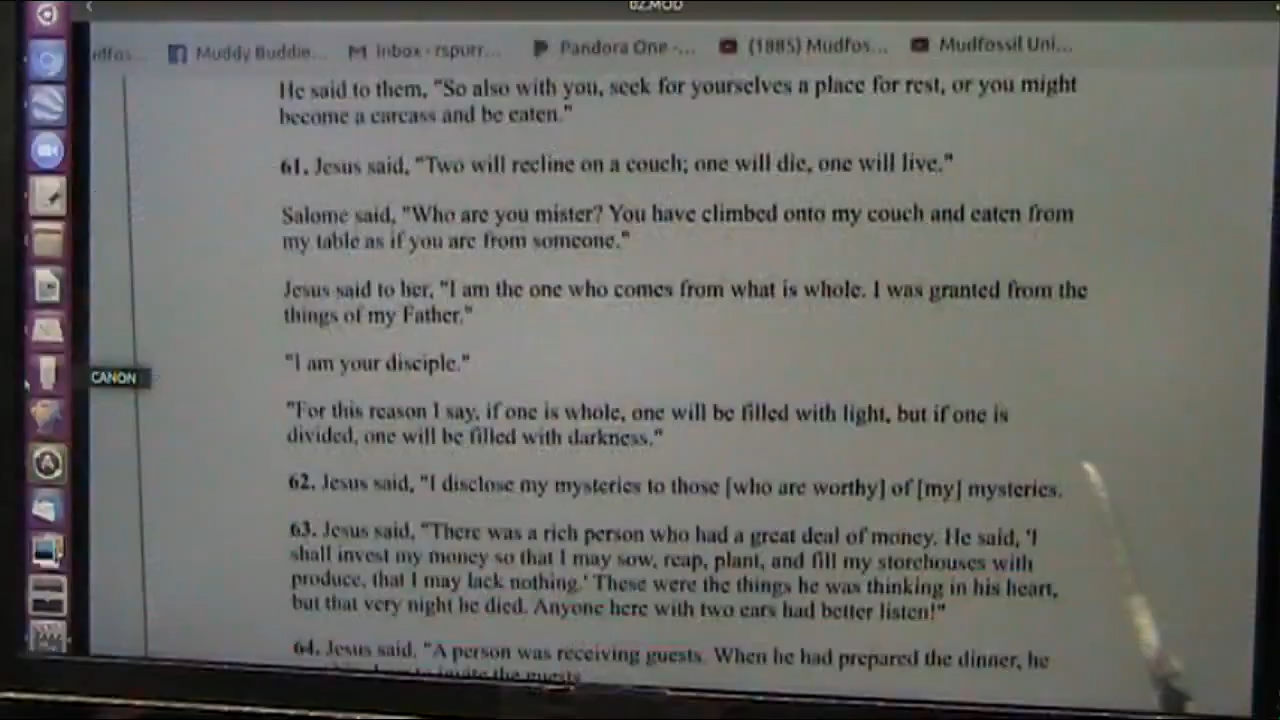 02.MOD
Muddy Buddie...
Inbox - rspurr...
Pandora One -...
(1885) Mudfos...
Mudfossil Uni...
He said to them, "So also with you, seek for yourselves a place for rest, or you might
become a carcass and be eaten."
61. Jesus said, "Two will recline on a couch; one will die, one will live."
Salome said, "Who are you mister? You have climbed onto my couch and eaten from
my table as if you are from someone."
Jesus said to her, "I am the one who comes from what is whole. I was granted from the
things of my Father."
"I am your disciple."
CANON
"For this reason I say, if one is whole, one will be filled with light, but if one is
divided, one will be filled with darkness."
62. Jesus said, "I disclose my mysteries to those [who are worthy] of [my] mysteries.
63. Jesus said, "There was a rich person who had a great deal of money. He said, 'I
shall invest my money so that I may sow, reap, plant, and fill my storehouses with
produce, that I may lack nothing.' These were the things he was thinking in his heart,
but that very night he died. Anyone here with two ears had better listen!"
64. Jesus said, "A person was receiving guests. When he had prepared the dinner, he
to invite the guests